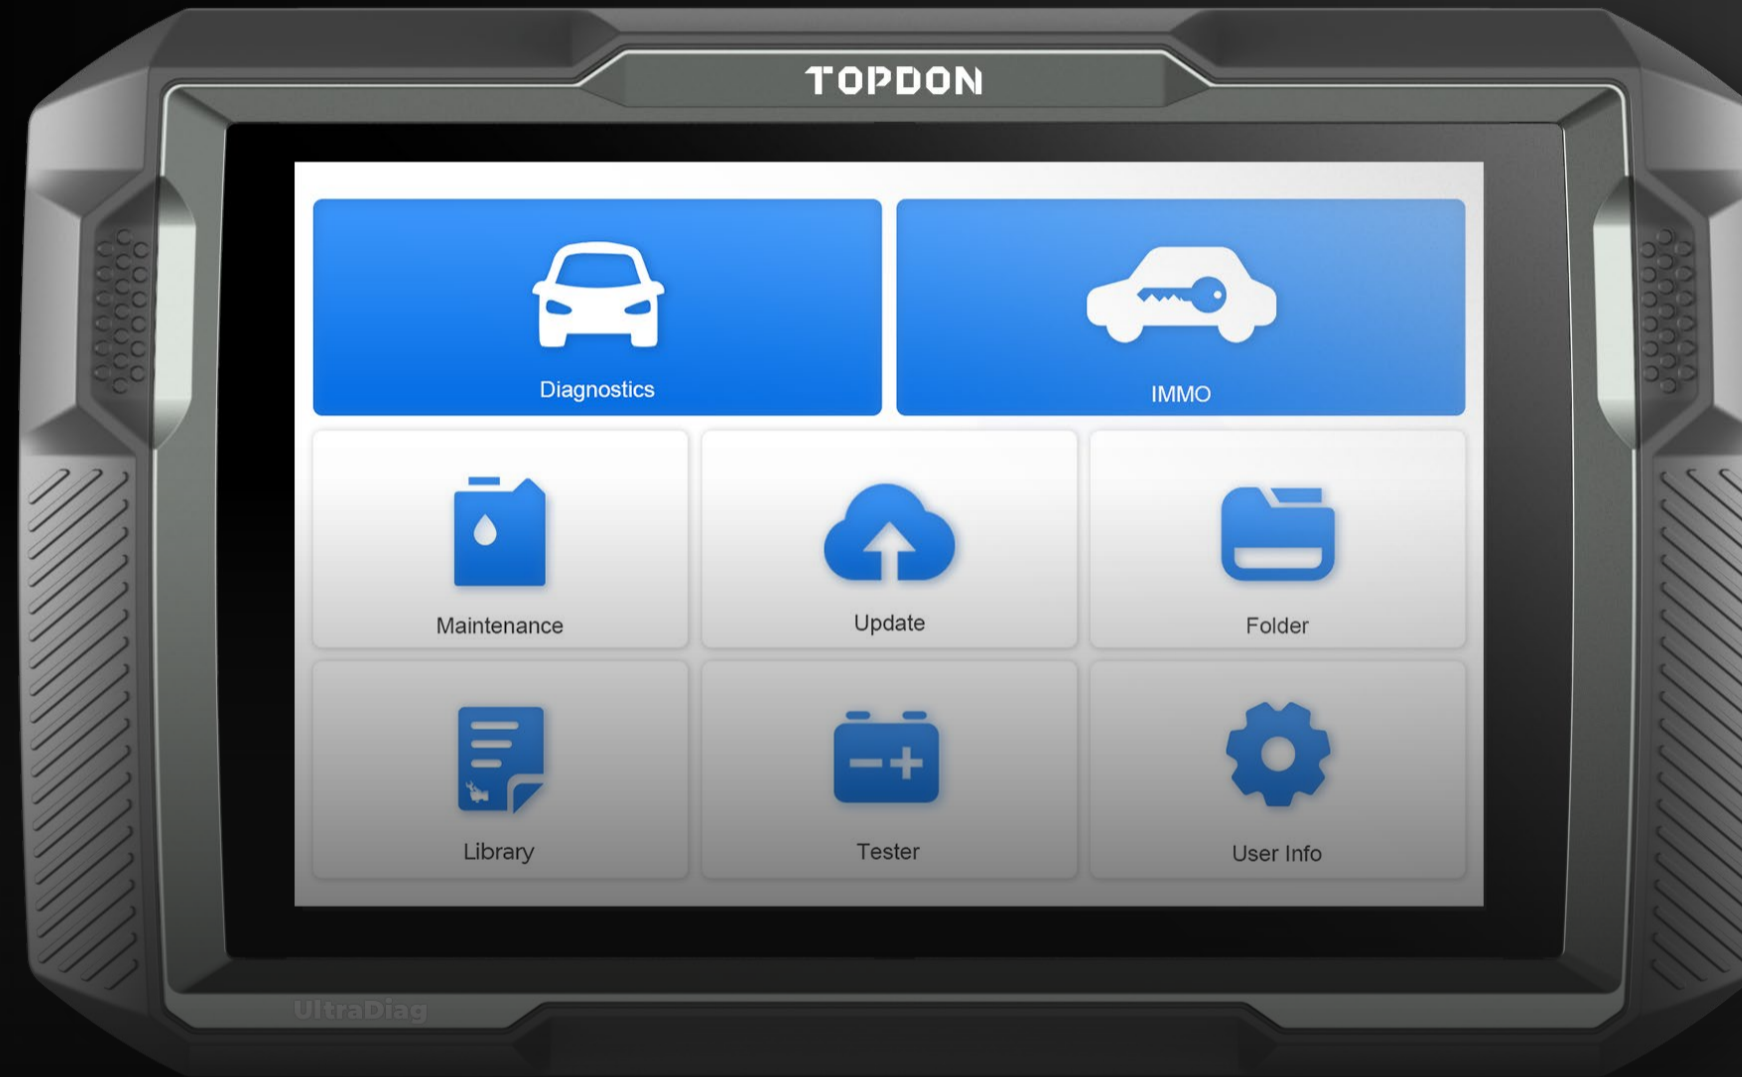 TOPDON
Diagnostics
IMMO
Maintenance
Update
Folder
Library
Tester
User Info
UltraDiag